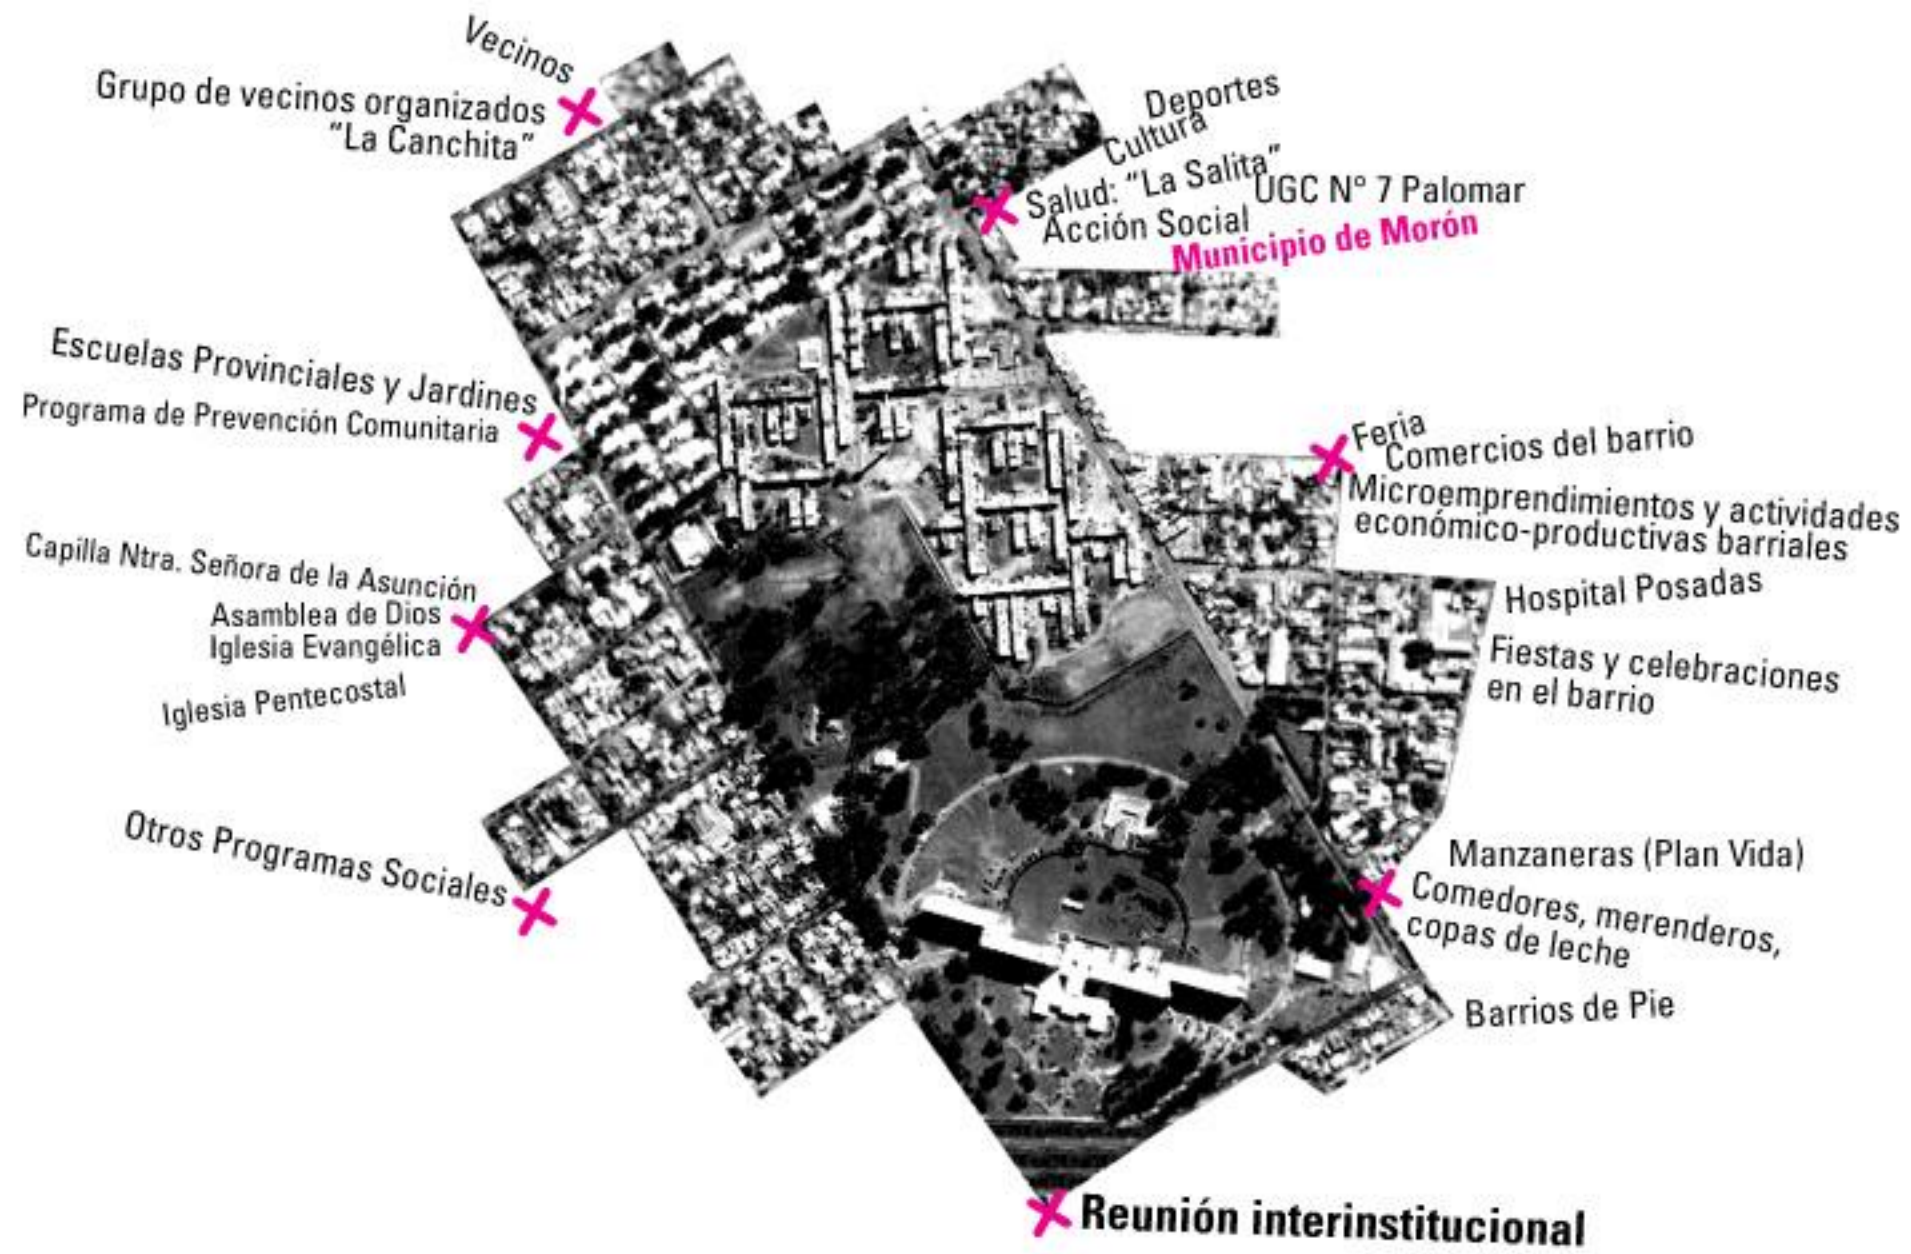 Vecinos
Grupo de vecinos organizados
"La Canchita"
Deportes
Cultura
Salud: "La Salita"
UGC N° 7 Palomar
Acción Social
Municipio de Morón
Escuelas Provinciales y Jardines
Programa de Prevención Comunitaria
Feria
Comercios del barrio
Microemprendimientos y actividades
económico-productivas barriales
Capilla Ntra. Señora de la Asunción
Asamblea de Dios
Iglesia Evangélica
Iglesia Pentecostal
Hospital Posadas
Fiestas y celebraciones
en el barrio
Otros Programas Sociales
Manzaneras (Plan Vida)
Comedores, merenderos,
copas de leche
Barrios de Pie
Reunión interinstitucional